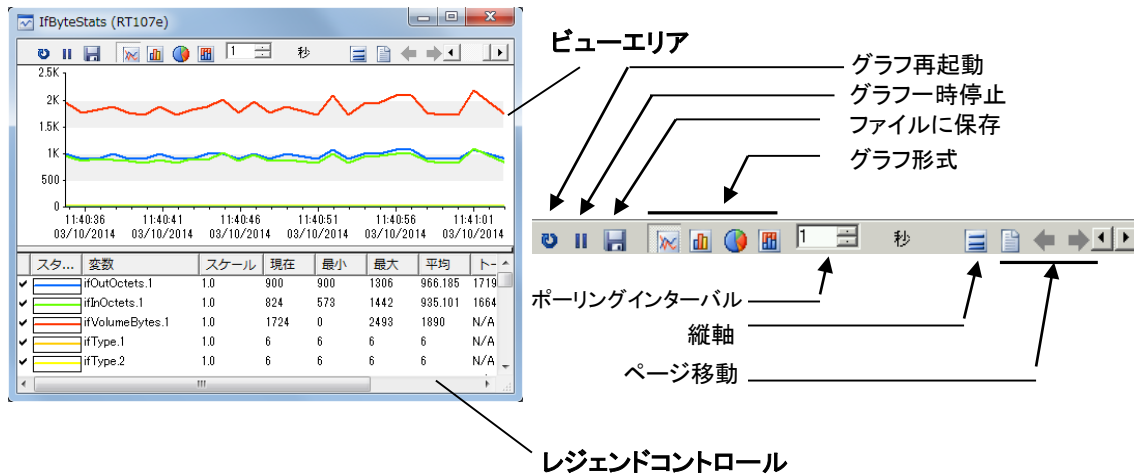 IfByteStats (RT107e)
1 秒
2.5K
2K
1.5K
1K
500
0
11:40:36 11:40:41 11:40:46 11:40:51 11:40:56 11:41:01
03/10/2014 03/10/2014 03/10/2014 03/10/2014 03/10/2014 03/10/2014
スタ... 変数 スケール 現在 最小 最大 平均 トー
ifOutOctets.1 1.0 900 900 1306 966.185 1719
ifInOctets.1 1.0 824 573 1442 935.101 1664
ifVolumeBytes.1 1.0 1724 0 2493 1890 N/A
ifType.1 1.0 6 6 6 6 N/A
ifType.2 1.0 6 6 6 6 N/A
ビューエリア
レジェンドコントロール
グラフ再起動
グラフ一時停止
ファイルに保存
グラフ形式
1 秒
ポーリングインターバル
縦軸
ページ移動